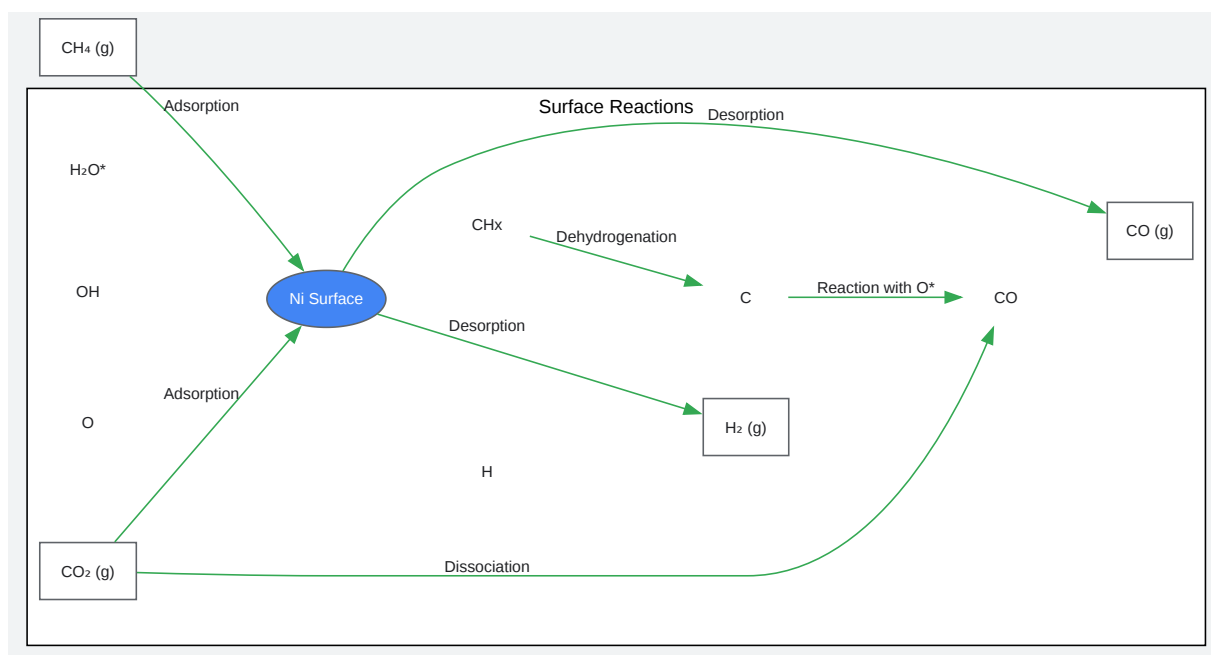 CH₄ (g)
Adsorption
Surface Reactions
Desorption
H₂O*
CHx
Dehydrogenation
CO (g)
OH
Ni Surface
C
Reaction with O*
CO
Desorption
Adsorption
O
H₂ (g)
H
CO₂ (g)
Dissociation